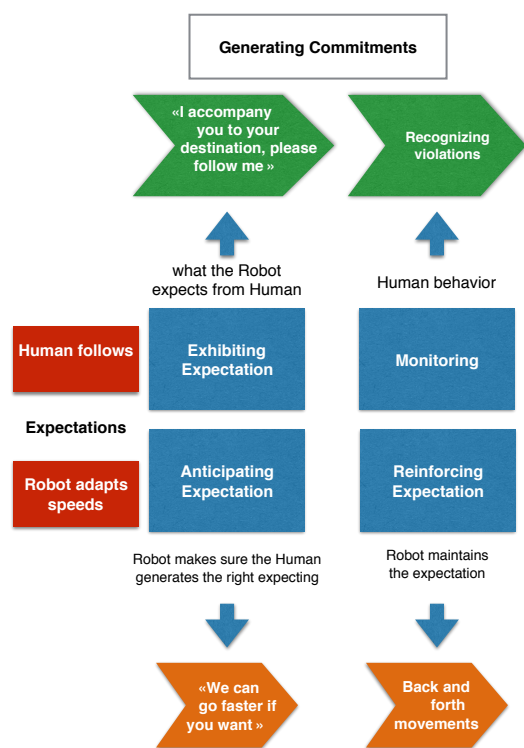 Generating Commitments
«I accompany
you to your
destination, please
follow me »
Recognizing
violations
what the Robot
expects from Human
Human behavior
Human follows
Exhibiting
Expectation
Monitoring
Expectations
Robot adapts
speeds
Anticipating
Expectation
Reinforcing
Expectation
Robot makes sure the Human
generates the right expecting
Robot maintains
the expectation
«We can
go faster if
you want »
Back and
forth
movements